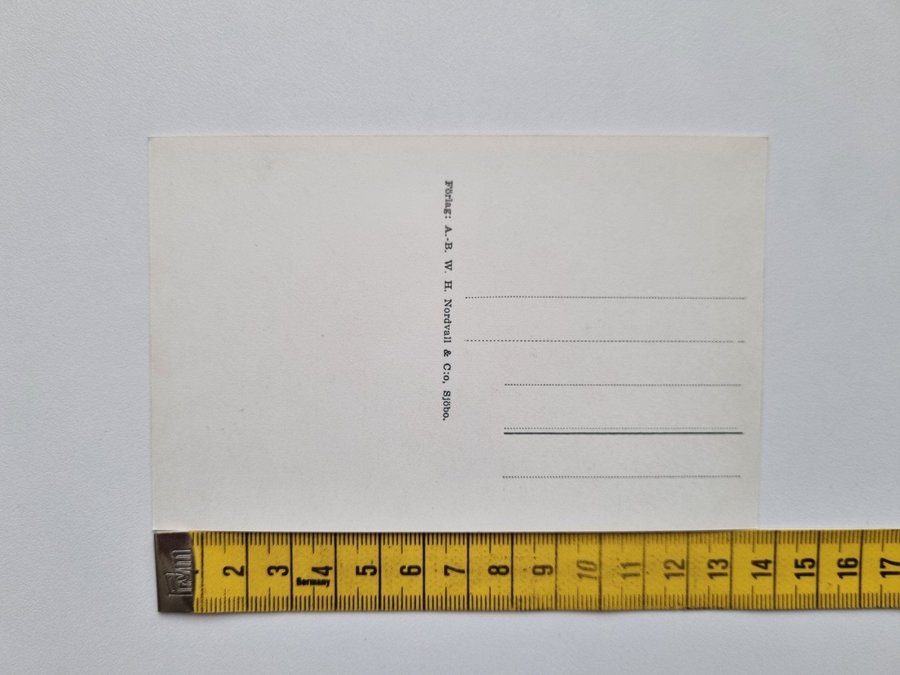 Förlag: A.-B. W. H. Nordvall & C:o, Sjöbo.
2 3 4 5 6 7 8 9 10 11 12 13 14 15 16 17
Germany